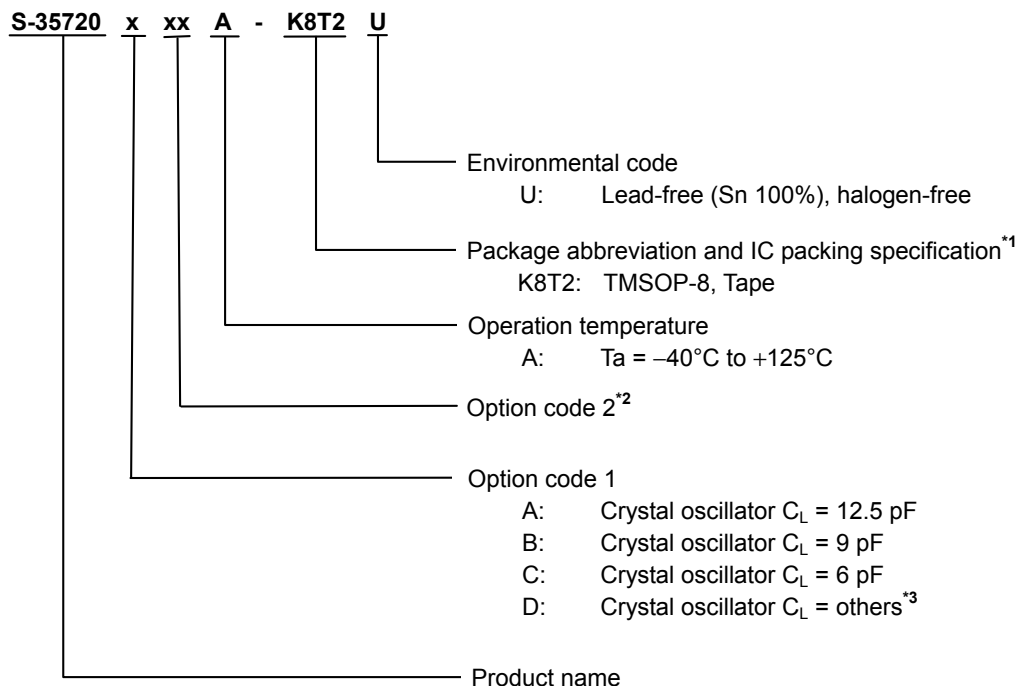 S-35720 x xx A - K8T2 U
Environmental code
U: Lead-free (Sn 100%), halogen-free
Package abbreviation and IC packing specification*1
K8T2: TMSOP-8, Tape
Operation temperature
A: Ta = −40°C to +125°C
Option code 2*2
Option code 1
A: Crystal oscillator CL = 12.5 pF
B: Crystal oscillator CL = 9 pF
C: Crystal oscillator CL = 6 pF
D: Crystal oscillator CL = others*3
Product name